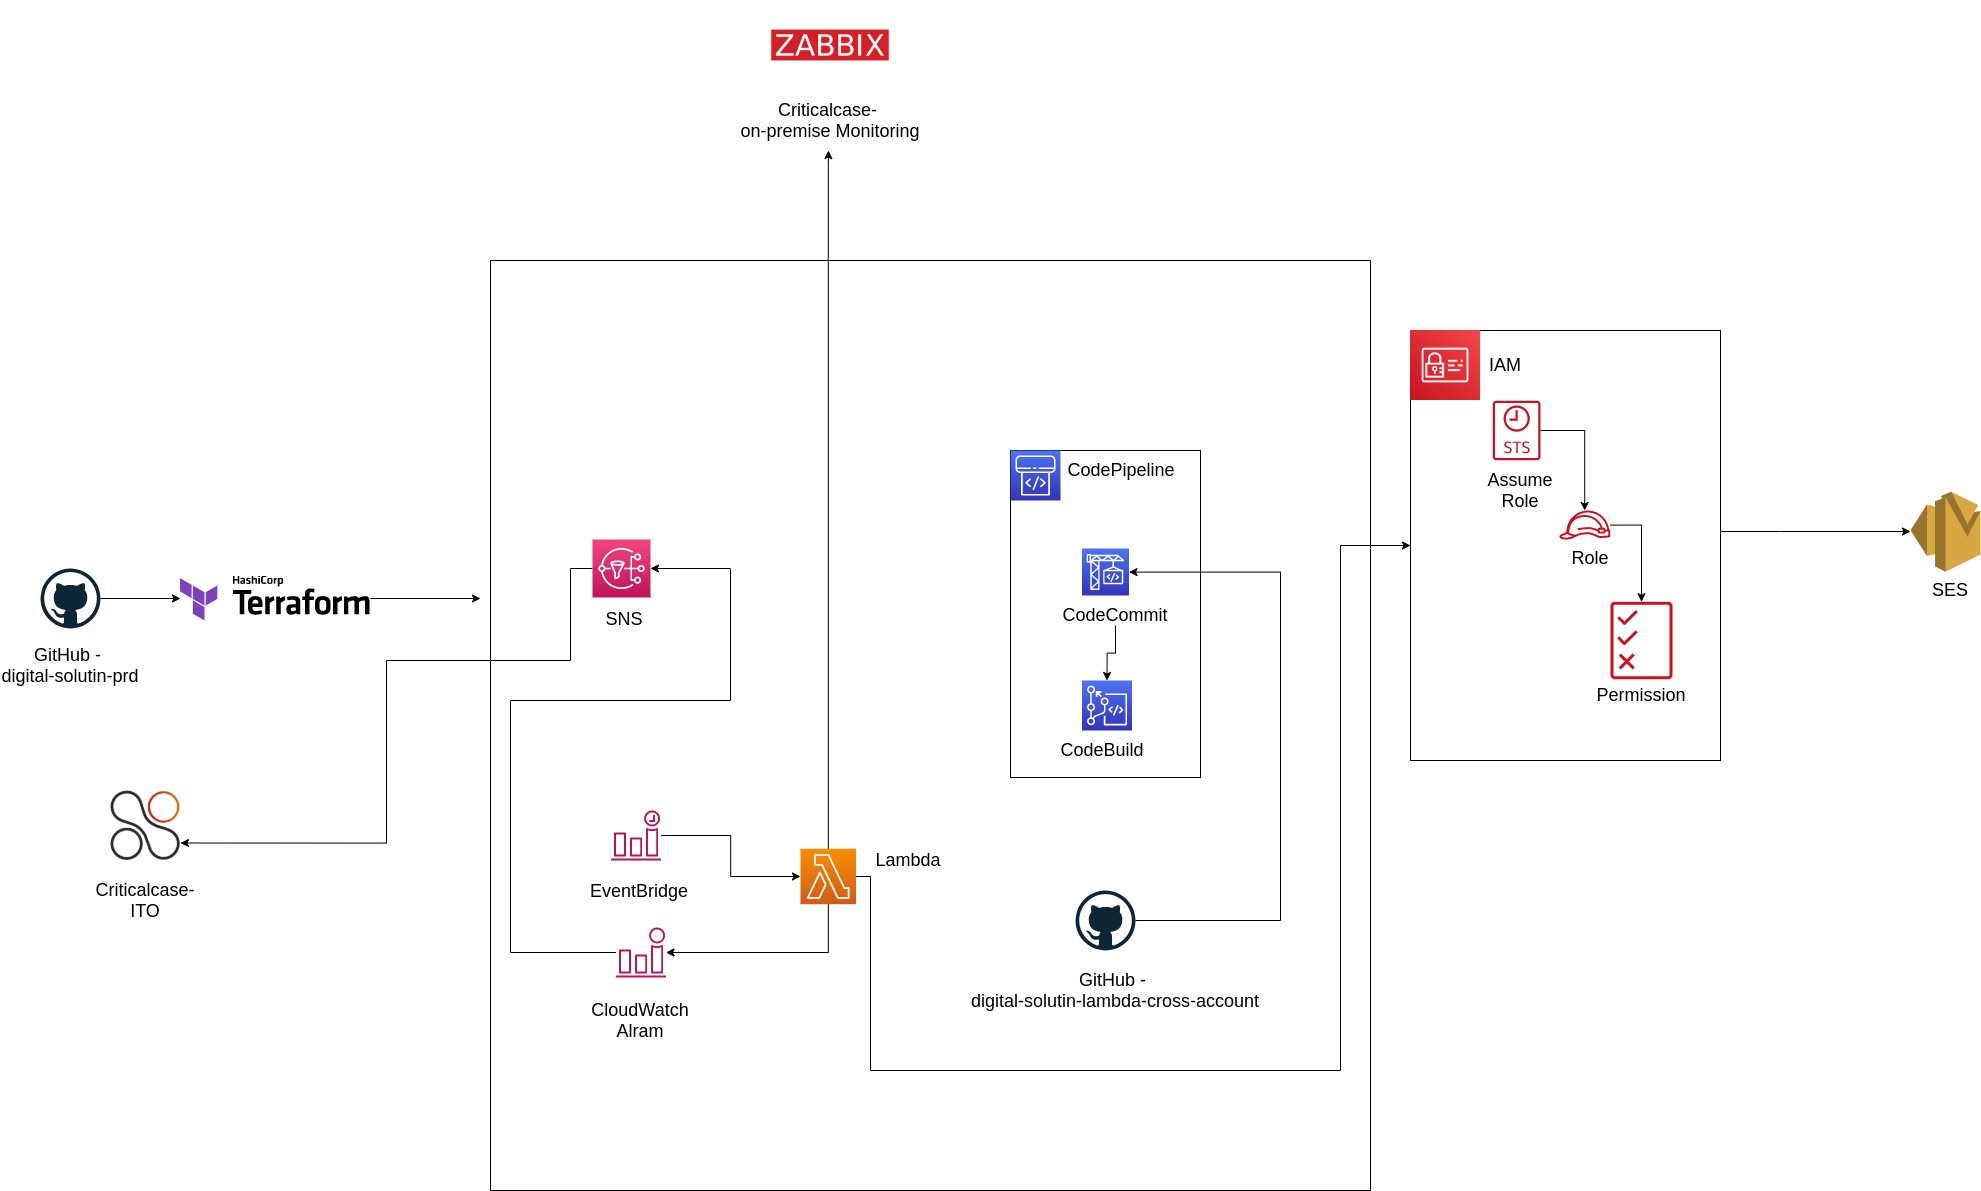 ZABBIX
Criticalcase-
on-premise Monitoring
IAM
STS
Assume
Role
Role
Permission
SES
CodePipeline
CodeCommit
CodeBuild
SNS
HashiCorp
Terraform
GitHub -
digital-solutin-prd
Criticalcase-
ITO
EventBridge
Lambda
CloudWatch
Alram
GitHub -
digital-solutin-lambda-cross-account